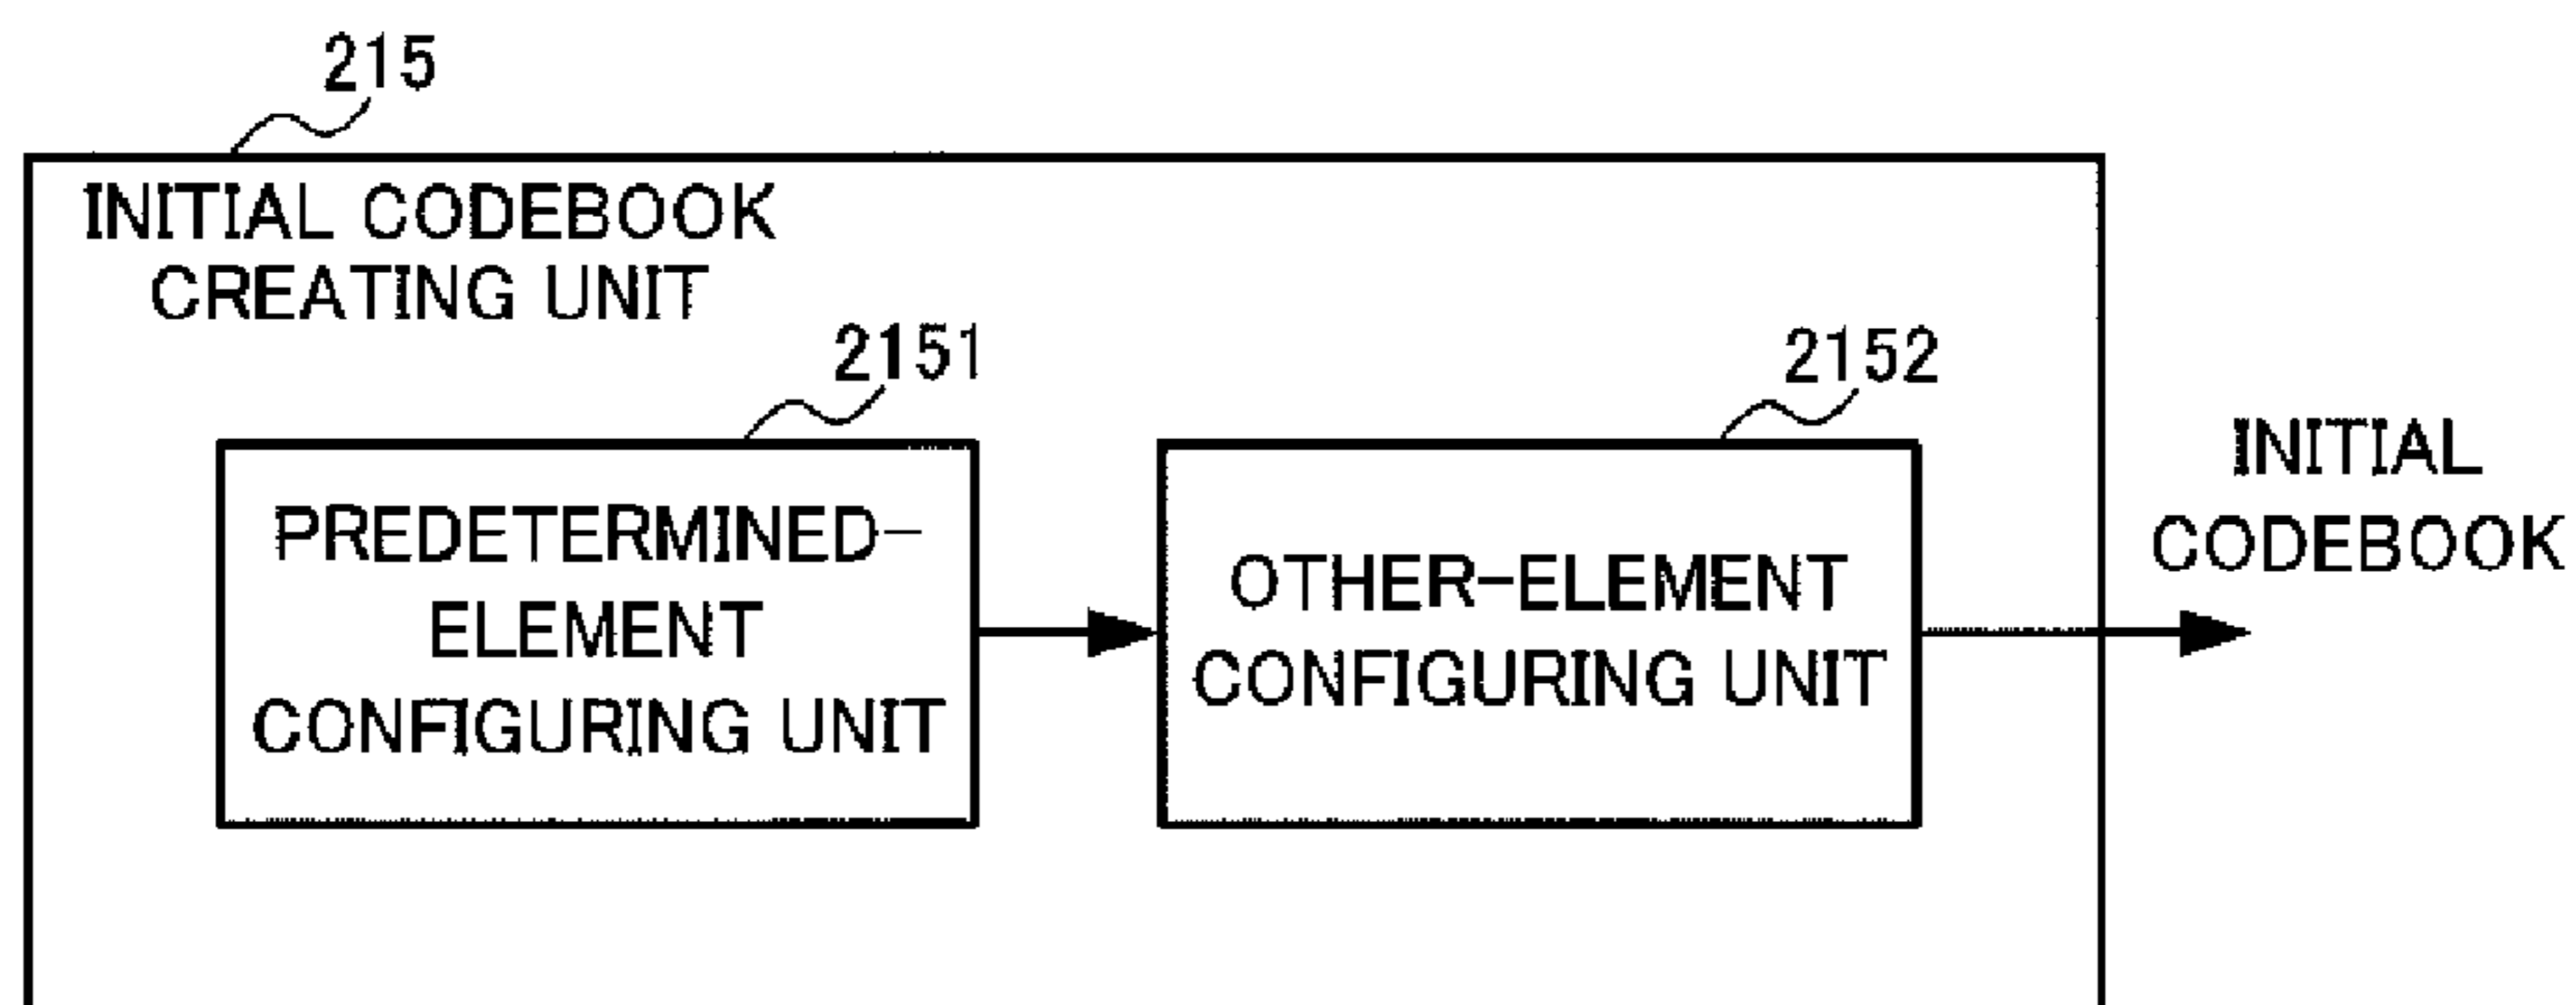 215
INITIAL CODEBOOK
CREATING UNIT
2151
PREDETERMINED-
ELEMENT
CONFIGURING UNIT
2152
OTHER-ELEMENT
CONFIGURING UNIT
INITIAL
CODEBOOK